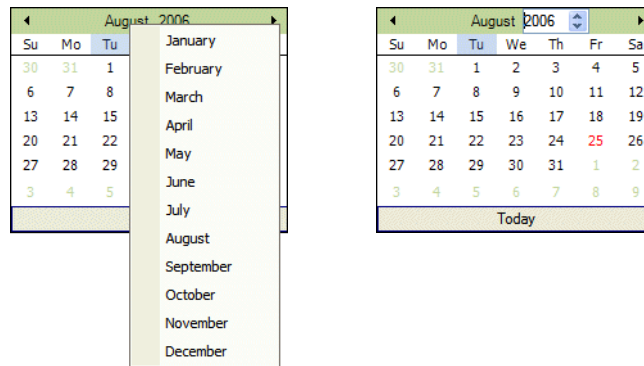 August 2006
Su Mo Tu
30 31 1
6 7 8
13 14 15
20 21 22
27 28 29
3 4 5
January
February
March
April
May
June
July
August
September
October
November
December
August 2006
Su Mo Tu We Th Fr Sa
30 31 1 2 3 4 5
6 7 8 9 10 11 12
13 14 15 16 17 18 19
20 21 22 23 24 25 26
27 28 29 30 31 1 2
3 4 5 6 7 8 9
Today